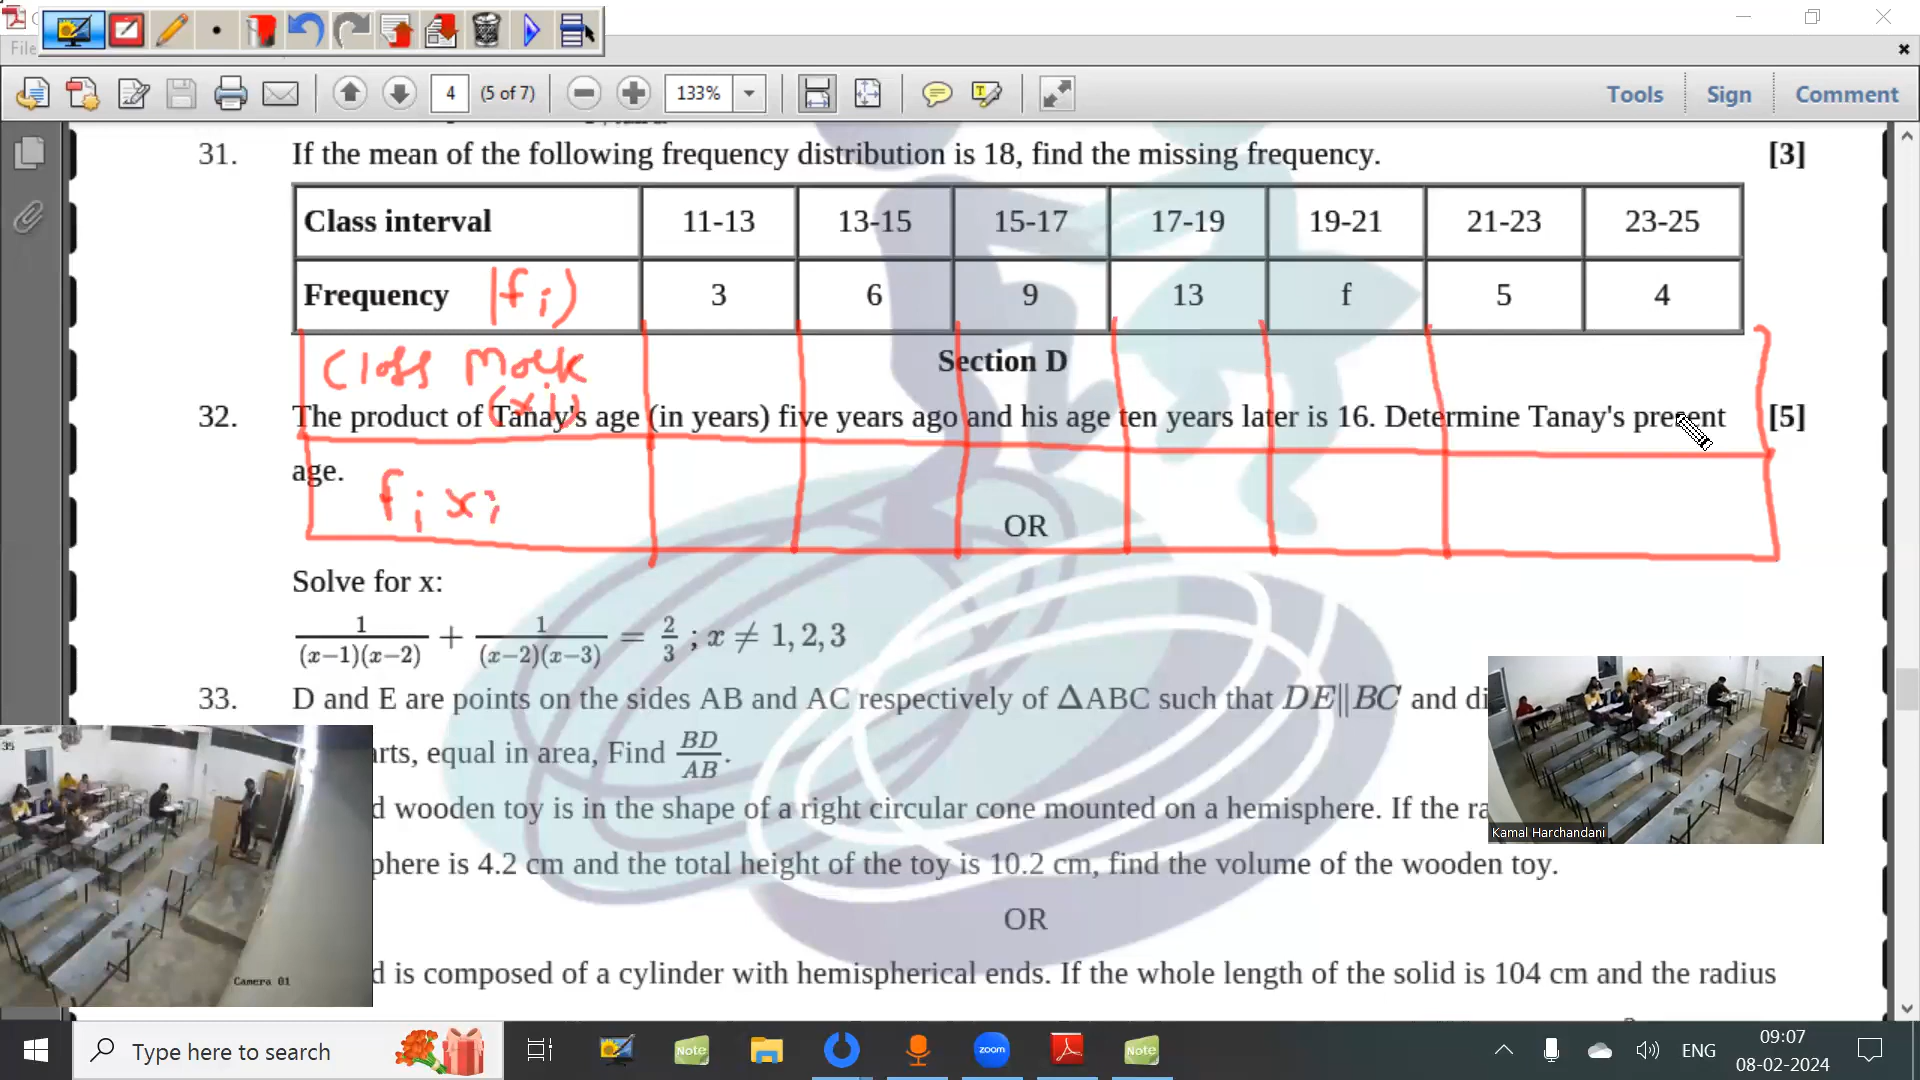 File
4 (5 of 7) 133% Tools Sign Comment
31. If the mean of the following frequency distribution is 18, find the missing frequency. [3]
Class interval 11-13 13-15 15-17 17-19 19-21 21-23 23-25
Frequency (fi) 3 6 9 13 f 5 4
Class Mark
(xi)
Section D
32. The product of Tanay's age (in years) five years ago and his age ten years later is 16. Determine Tanay's present [5]
age.
fi xi
OR
Solve for x:
1/((x−1)(x−2)) + 1/((x−2)(x−3)) = 2/3 ; x ≠ 1, 2, 3
33. D and E are points on the sides AB and AC respectively of ΔABC such that DE∥BC and di
arts, equal in area, Find BD/AB.
d wooden toy is in the shape of a right circular cone mounted on a hemisphere. If the ra
phere is 4.2 cm and the total height of the toy is 10.2 cm, find the volume of the wooden toy.
OR
d is composed of a cylinder with hemispherical ends. If the whole length of the solid is 104 cm and the radius
35
Camera 01
Kamal Harchandani
Type here to search
Note
zoom
Note
ENG
09:07
08-02-2024